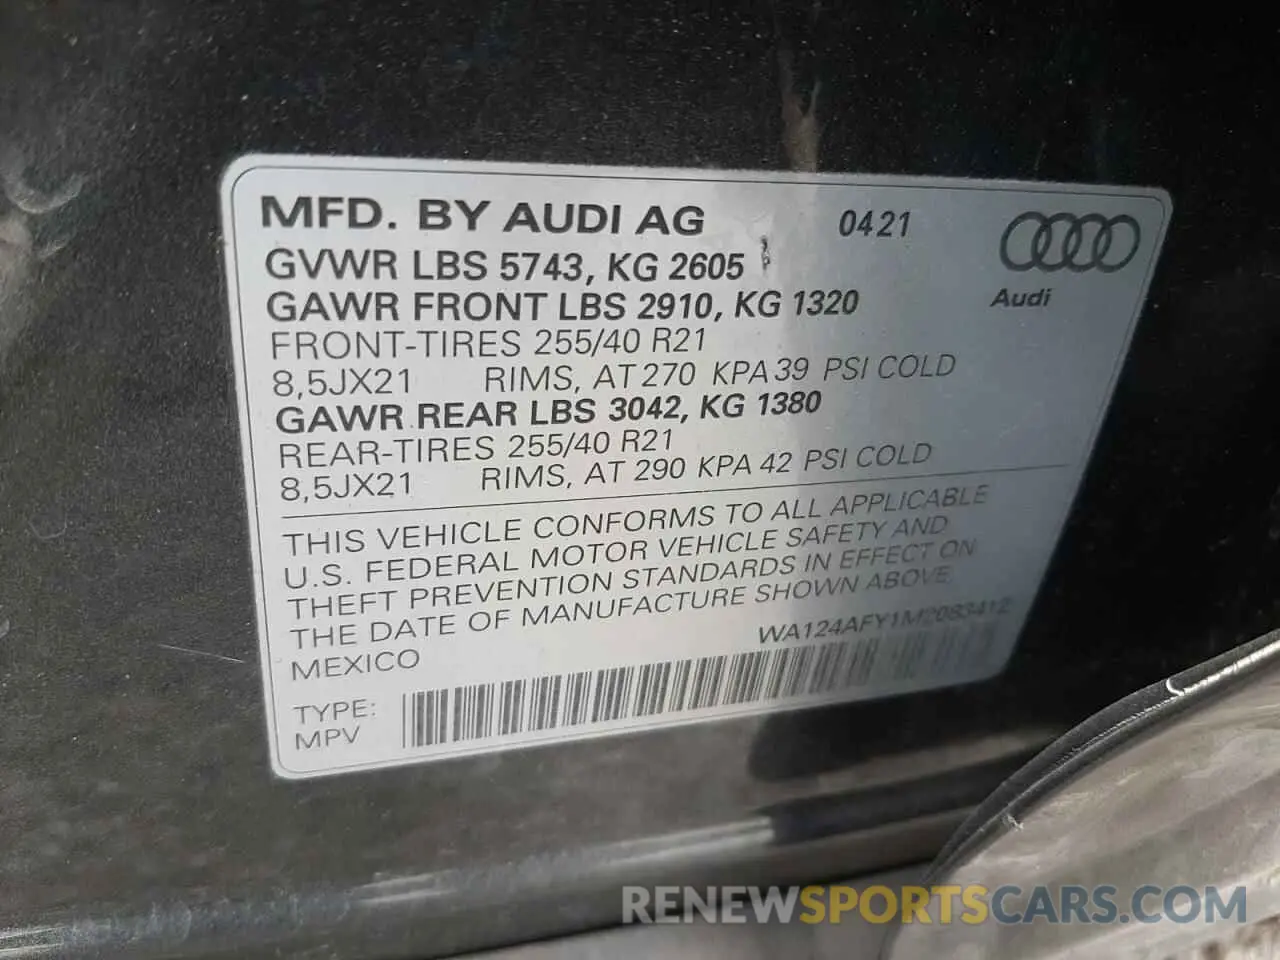 MFD. BY AUDI AG 0421
GVWR LBS 5743, KG 2605
GAWR FRONT LBS 2910, KG 1320
Audi
FRONT-TIRES 255/40 R21
8,5JX21 RIMS, AT 270 KPA 39 PSI COLD
GAWR REAR LBS 3042, KG 1380
REAR-TIRES 255/40 R21
8,5JX21 RIMS, AT 290 KPA 42 PSI COLD
THIS VEHICLE CONFORMS TO ALL APPLICABLE
U.S. FEDERAL MOTOR VEHICLE SAFETY AND
THEFT PREVENTION STANDARDS IN EFFECT ON
THE DATE OF MANUFACTURE SHOWN ABOVE
WA124AFY1M2083412
MEXICO
TYPE:
MPV
RENEWSPORTSCARS.COM